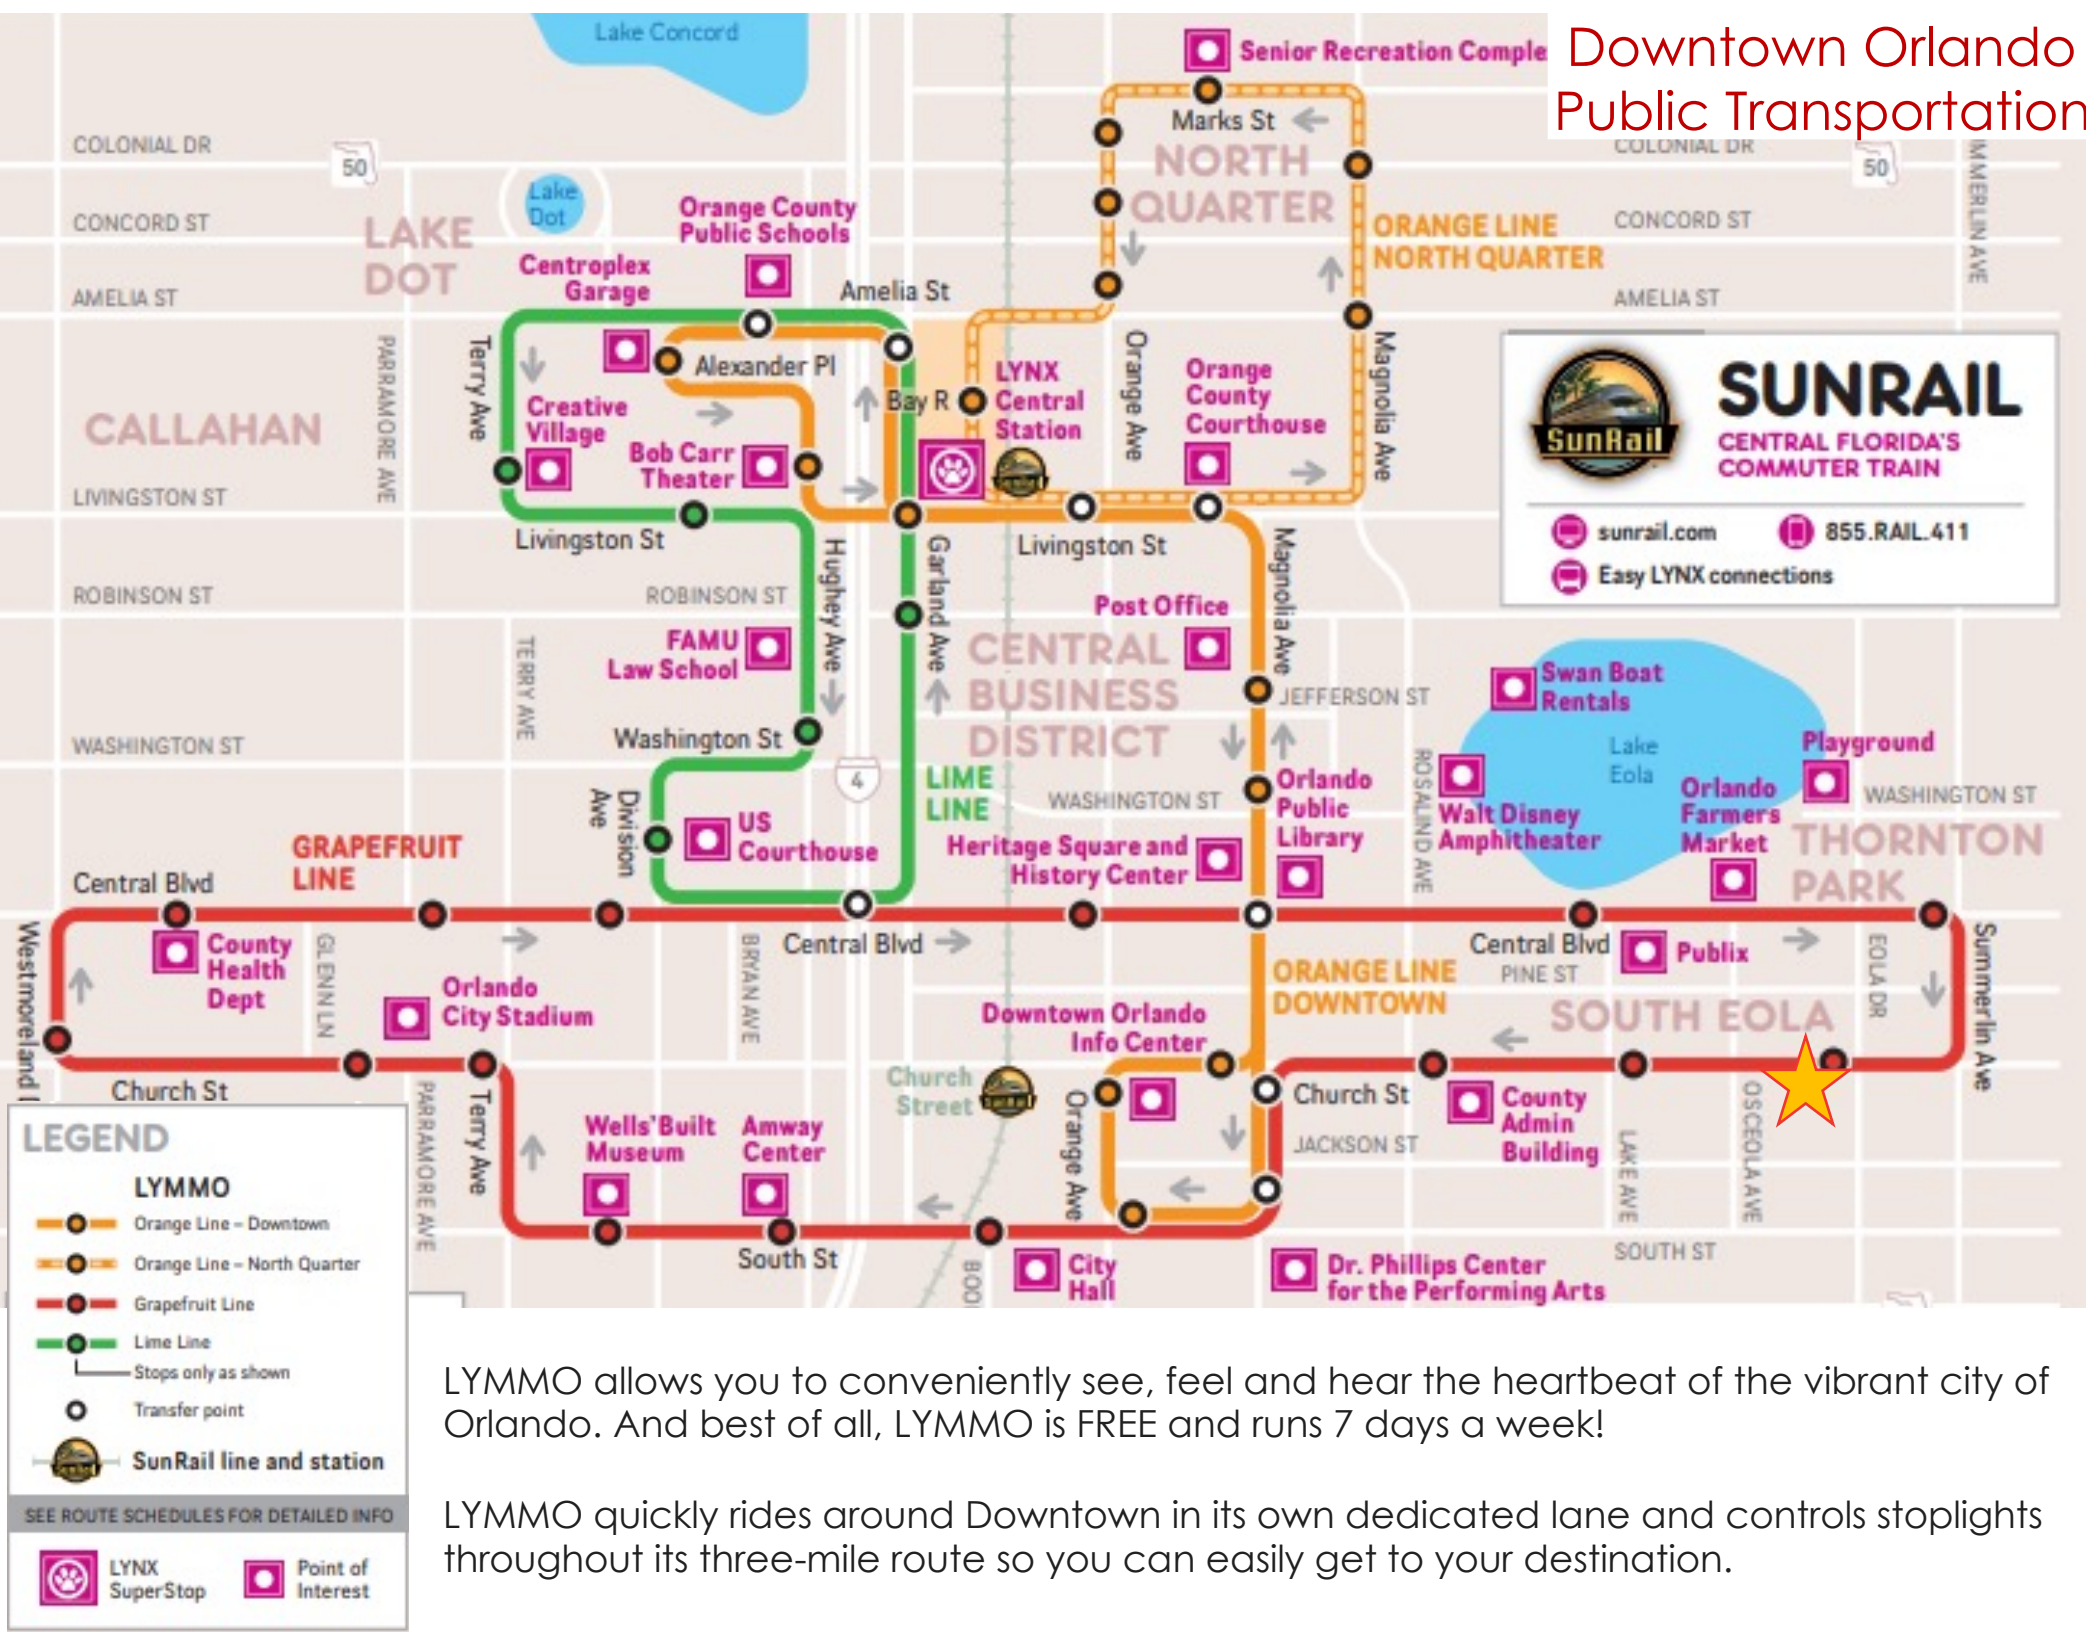 Downtown Orlando
Public Transportation
Lake Concord
Senior Recreation Comple
Marks St
COLONIAL DR
50
COLONIAL DR
50
NORTH
QUARTER
CONCORD ST
LAKE
DOT
Lake
Dot
Orange County
Public Schools
ORANGE LINE
NORTH QUARTER
CONCORD ST
Centroplex
Garage
AMELIA ST
Amelia St
AMELIA ST
MMERLIN AVE
PARRAMORE AVE
Terry Ave
Alexander Pl
Bay R
LYNX
Central
Station
Orange Ave
Orange
County
Courthouse
Magnolia Ave
CALLAHAN
Creative
Village
Bob Carr
Theater
LIVINGSTON ST
Livingston St
Livingston St
SunRail
SUNRAIL
CENTRAL FLORIDA'S
COMMUTER TRAIN
sunrail.com
855.RAIL.411
Easy LYNX connections
ROBINSON ST
ROBINSON ST
Hughey Ave
Garland Ave
Magnolia Ave
Post Office
FAMU
Law School
TERRY AVE
CENTRAL
BUSINESS
DISTRICT
JEFFERSON ST
Swan Boat
Rentals
Lake
Eola
Playground
WASHINGTON ST
Washington St
4
LIME
LINE
WASHINGTON ST
Orlando
Public
Library
ROSALIND AVE
Walt Disney
Amphitheater
Orlando
Farmers
Market
WASHINGTON ST
THORNTON
PARK
Division
Ave
US
Courthouse
Heritage Square and
History Center
GRAPEFRUIT
LINE
Central Blvd
Central Blvd
Central Blvd
Westmoreland
County
Health
Dept
GLENN LN
Orlando
City Stadium
BRYAN AVE
ORANGE LINE
DOWNTOWN
PINE ST
Publix
EOLA DR
Summerlin Ave
SOUTH EOLA
Downtown Orlando
Info Center
Church St
PARRAMORE AVE
Terry Ave
Church
Street
Orange Ave
Church St
JACKSON ST
County
Admin
Building
LAKE AVE
OSCEOLA AVE
Wells'Built
Museum
Amway
Center
South St
BOO
City
Hall
Dr. Phillips Center
for the Performing Arts
SOUTH ST
LEGEND
LYMMO
Orange Line – Downtown
Orange Line – North Quarter
Grapefruit Line
Lime Line
Stops only as shown
Transfer point
SunRail line and station
SEE ROUTE SCHEDULES FOR DETAILED INFO
LYNX
SuperStop
Point of
Interest
LYMMO allows you to conveniently see, feel and hear the heartbeat of the vibrant city of
Orlando. And best of all, LYMMO is FREE and runs 7 days a week!
LYMMO quickly rides around Downtown in its own dedicated lane and controls stoplights
throughout its three-mile route so you can easily get to your destination.